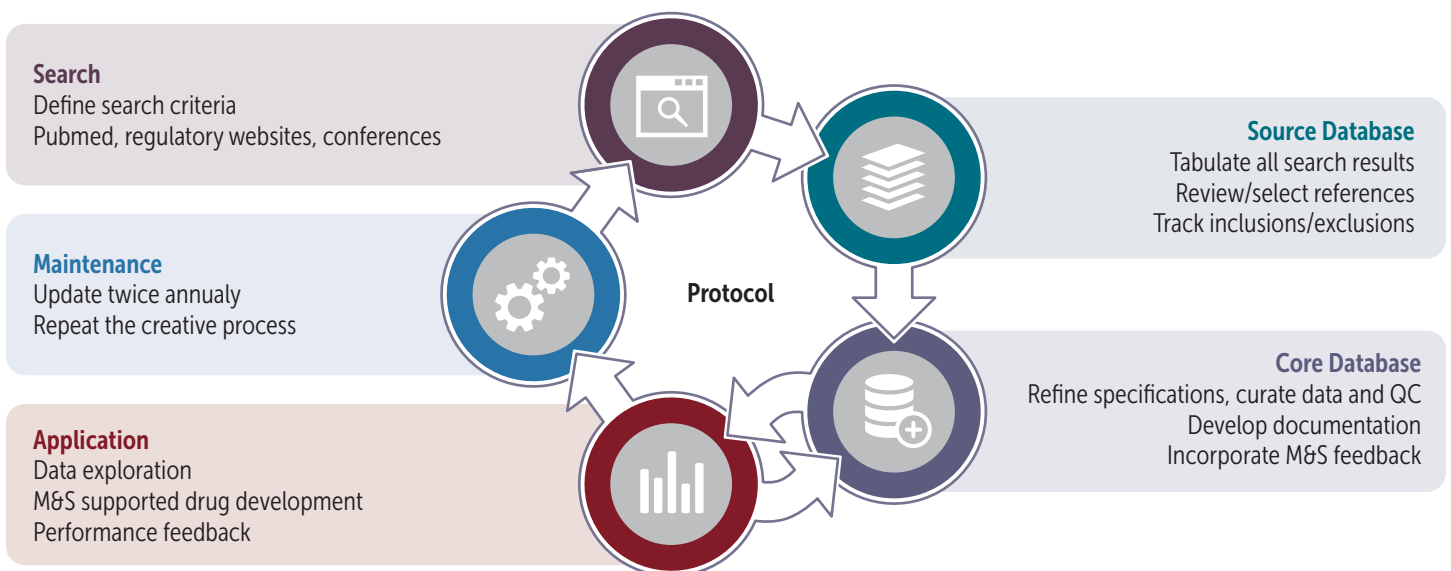 Search
Define search criteria
Pubmed, regulatory websites, conferences
Source Database
Tabulate all search results
Review/select references
Track inclusions/exclusions
Maintenance
Update twice annualy
Repeat the creative process
Protocol
Core Database
Refine specifications, curate data and QC
Develop documentation
Incorporate M&S feedback
Application
Data exploration
M&S supported drug development
Performance feedback